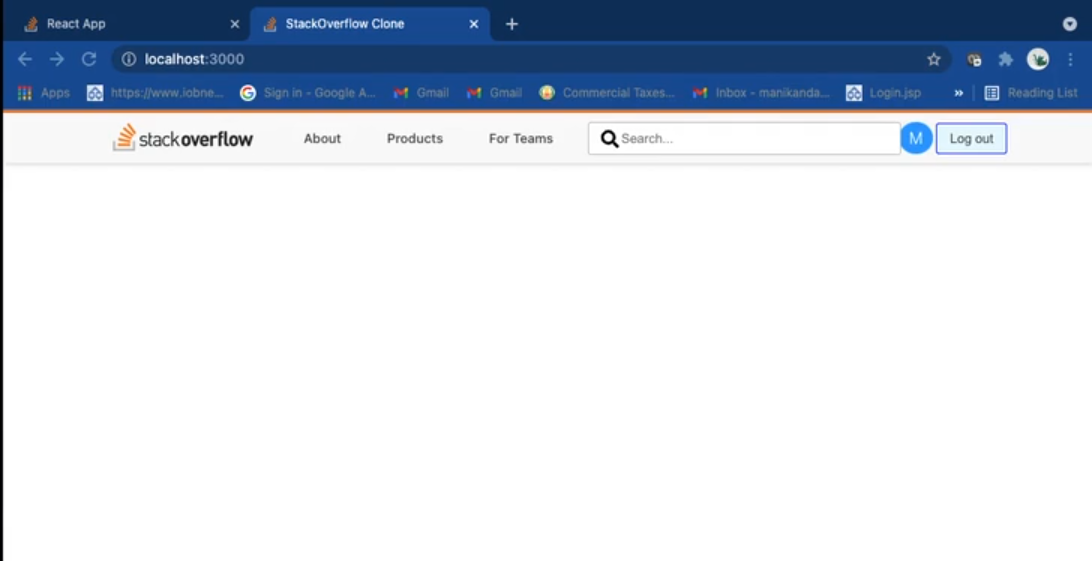 React App StackOverflow Clone
localhost:3000
Apps https://www.iobne... Sign in - Google A... Gmail Gmail Commercial Taxes... Inbox - manikanda... Login.jsp » Reading List
stackoverflow About Products For Teams Search... M Log out